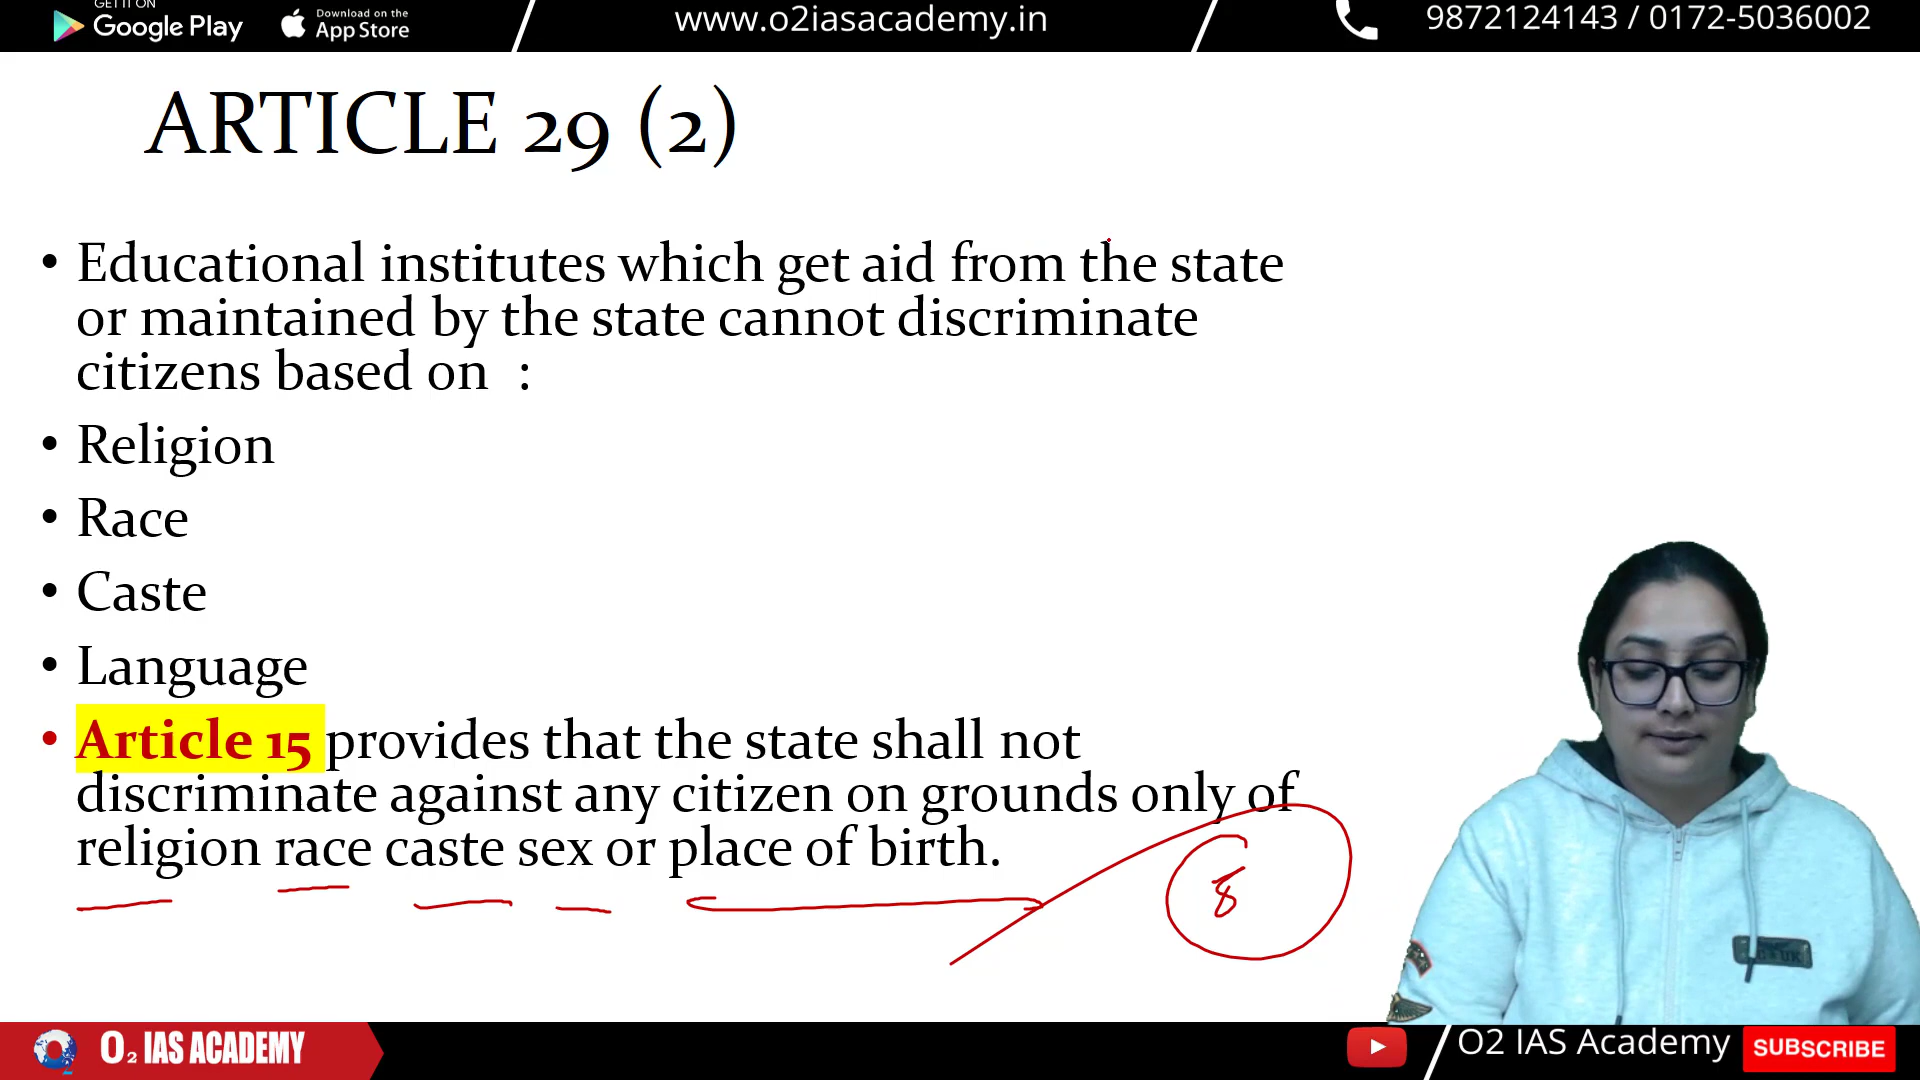 GET IT ON
Google Play
Download on the
App Store
www.o2iasacademy.in
9872124143 / 0172-5036002
ARTICLE 29 (2)
• Educational institutes which get aid from the state
or maintained by the state cannot discriminate
citizens based on :
• Religion
• Race
• Caste
• Language
• Article 15 provides that the state shall not
discriminate against any citizen on grounds only of
religion race caste sex or place of birth.
O2 IAS ACADEMY
O2 IAS Academy
SUBSCRIBE